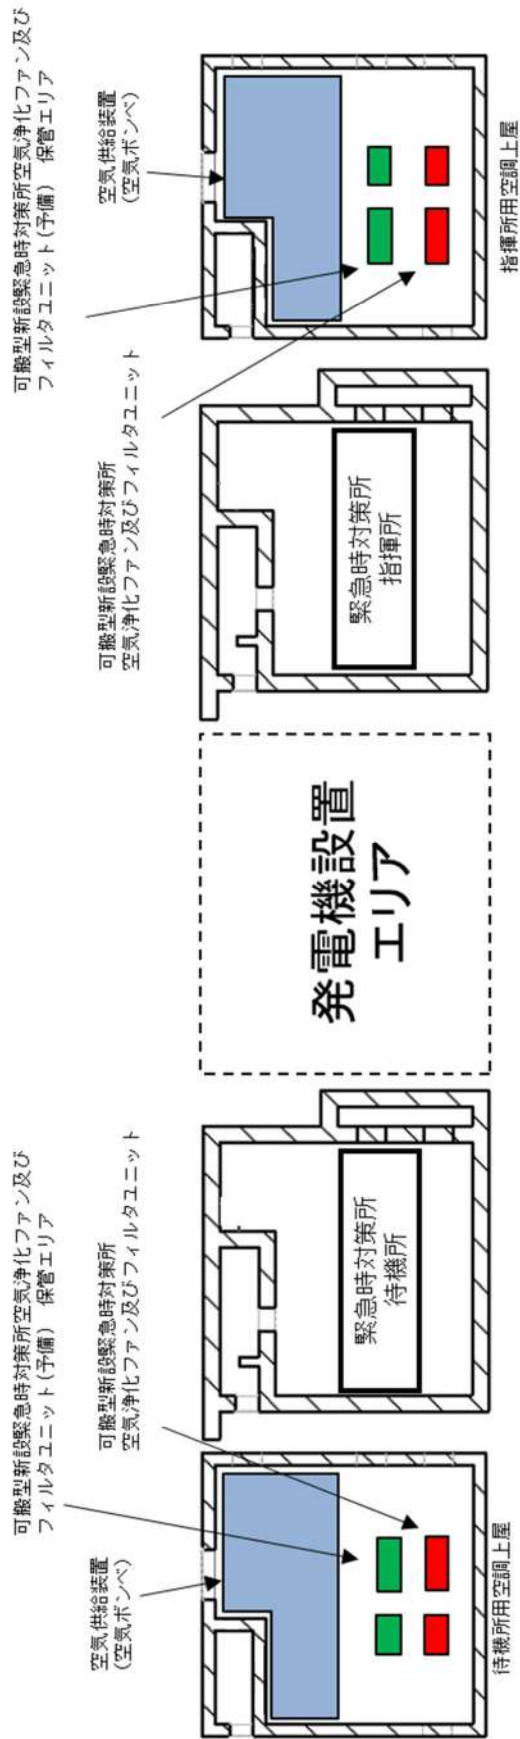 可搬型新設緊急時対策所空気浄化ファン及び
フィルタユニット(予備) 保管エリア
空気供給装置
(空気ボンベ)
可搬型新設緊急時対策所
空気浄化ファン及びフィルタユニット
緊急時対策所
待機所
待機所用空調上屋
発電機設置
エリア
可搬型新設緊急時対策所空気浄化ファン及び
フィルタユニット(予備) 保管エリア
可搬型新設緊急時対策所
空気浄化ファン及びフィルタユニット
空気供給装置
(空気ボンベ)
緊急時対策所
指揮所
指揮所用空調上屋